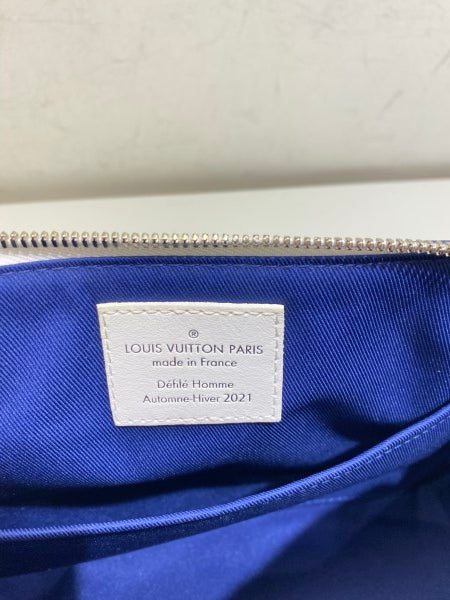 ®
LOUIS VUITTON PARIS
made in France
Défilé Homme
Automne-Hiver 2021